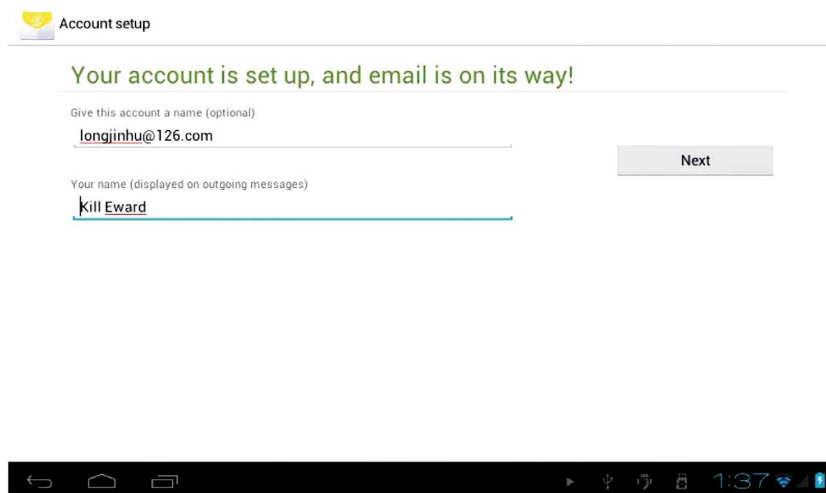 Account setup
Your account is set up, and email is on its way!
Give this account a name (optional)
longjinhu@126.com
Next
Your name (displayed on outgoing messages)
Kill Eward
1:37